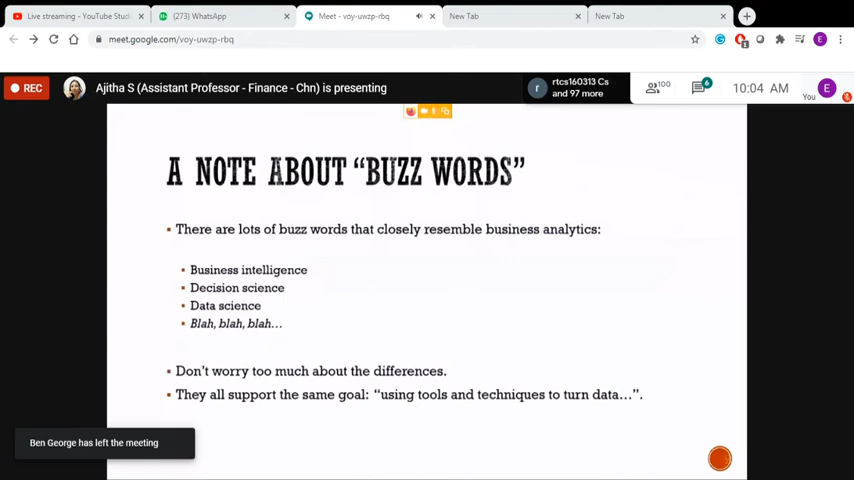 Live streaming - YouTube Stud
(273) WhatsApp
Meet - voy-uwzp-rbq
New Tab
New Tab
meet.google.com/voy-uwzp-rbq
1
E
REC
Ajitha S (Assistant Professor - Finance - Chn) is presenting
r
rtcs160313 Cs
and 97 more
100
6
10:04 AM
You
E
A NOTE ABOUT “BUZZ WORDS”
▪ There are lots of buzz words that closely resemble business analytics:
▪ Business intelligence
▪ Decision science
▪ Data science
▪ Blah, blah, blah…
▪ Don’t worry too much about the differences.
▪ They all support the same goal: “using tools and techniques to turn data…”.
Ben George has left the meeting